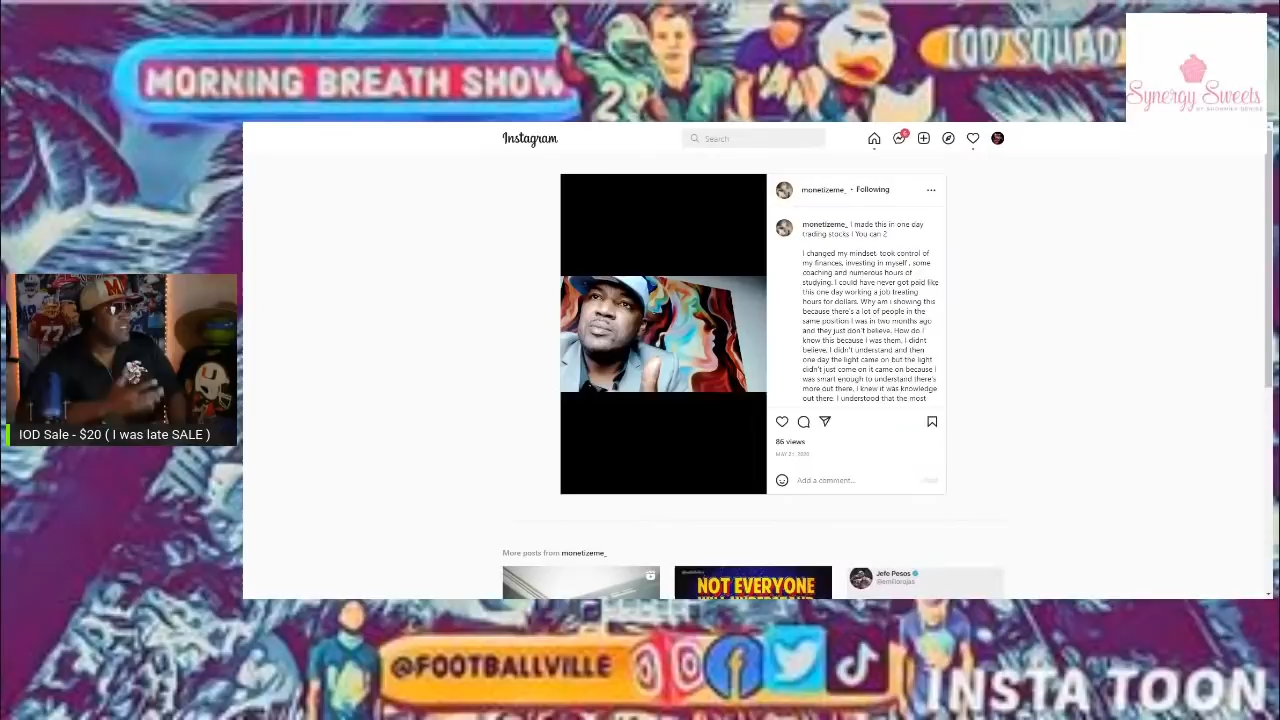 MORNING BREATH SHOW
IOD SQUAD
Synergy Sweets
Instagram
Search
monetizeme_ • Following
monetizeme_ I made this in one day
trading stocks ! You can 2
I changed my mindset, took control of
my finances, investing in myself , some
coaching and numerous hours of
studying. I could have never got paid like
this one day working a job treating
hours for dollars. Why am i showing this
because there's a lot of people in the
same position I was in two months ago
and they just don't believe. How do I
know this because I was them, I didnt
believe, I didn't understand and then
one day the light came on but the light
didn't just come on it came on because I
was smart enough to understand there's
more out there, I knew it was knowledge
out there. I understood that the most
86 views
MAY 21, 2020
Add a comment...
More posts from monetizeme_
NOT EVERYONE
Jefe Pesos
@emiliorojas
77
M
2
IOD Sale - $20 ( I was late SALE )
@FOOTBALLVILLE
INSTA TOON